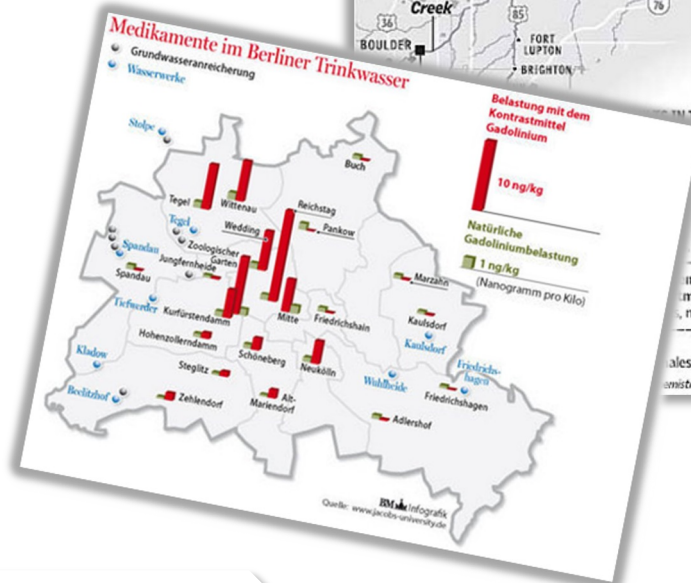 Creek
36
85
76
BOULDER
FORT
LUPTON
BRIGHTON
Medikamente im Berliner Trinkwasser
Grundwasseranreicherung
Wasserwerke
Belastung mit dem
Kontrastmittel
Gadolinium
10 ng/kg
Natürliche
Gadoliniumbelastung
1 ng/kg
(Nanogramm pro Kilo)
Stolpe
Buch
Tegel
Wittenau
Reichstag
Pankow
Wedding
Tegel
Zoologischer
Garten
Jungfernheide
Spandau
Spandau
Marzahn
Tiefwerder
Kurfürstendamm
Mitte
Friedrichshain
Kaulsdorf
Kaulsdorf
Hohenzollerndamm
Schöneberg
Neukölln
Kladow
Steglitz
Wuhlheide
Friedrichs-
hagen
Friedrichshagen
Beelitzhof
Zehlendorf
Alt-
Mariendorf
Adlershof
BM Infografik
Quelle: www.jacobs-university.de